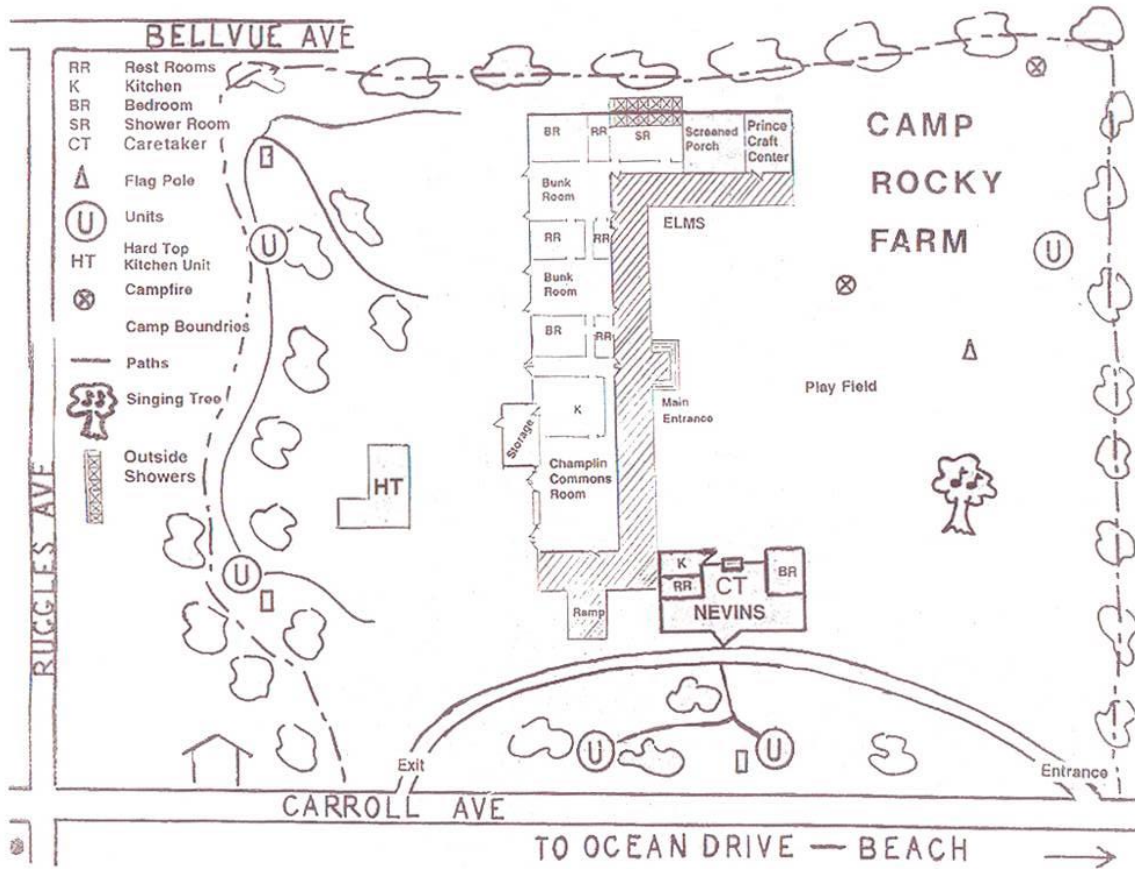 BELLVUE AVE
RR Rest Rooms
K Kitchen
BR Bedroom
SR Shower Room
CT Caretaker
Flag Pole
U Units
HT Hard Top
Kitchen Unit
Campfire
Camp Boundries
Paths
Singing Tree
Outside
Showers
RUGGLES AVE
U
U
HT
BR
RR
SR
Screened
Porch
Prince
Craft
Center
Bunk
Room
ELMS
RR
RR
Bunk
Room
BR
RR
K
Main
Entrance
Storage
Champlin
Commons
Room
Ramp
CAMP
ROCKY
FARM
U
Play Field
K
RR
CT
BR
NEVINS
U
U
Exit
Entrance
CARROLL AVE
TO OCEAN DRIVE — BEACH